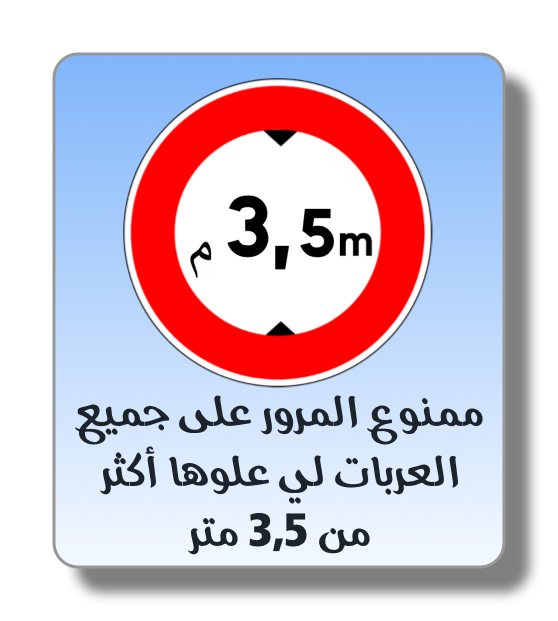 3,5m م
ممنوع المرور على جميع
العربات لي علوها أكثر
من 3,5 متر